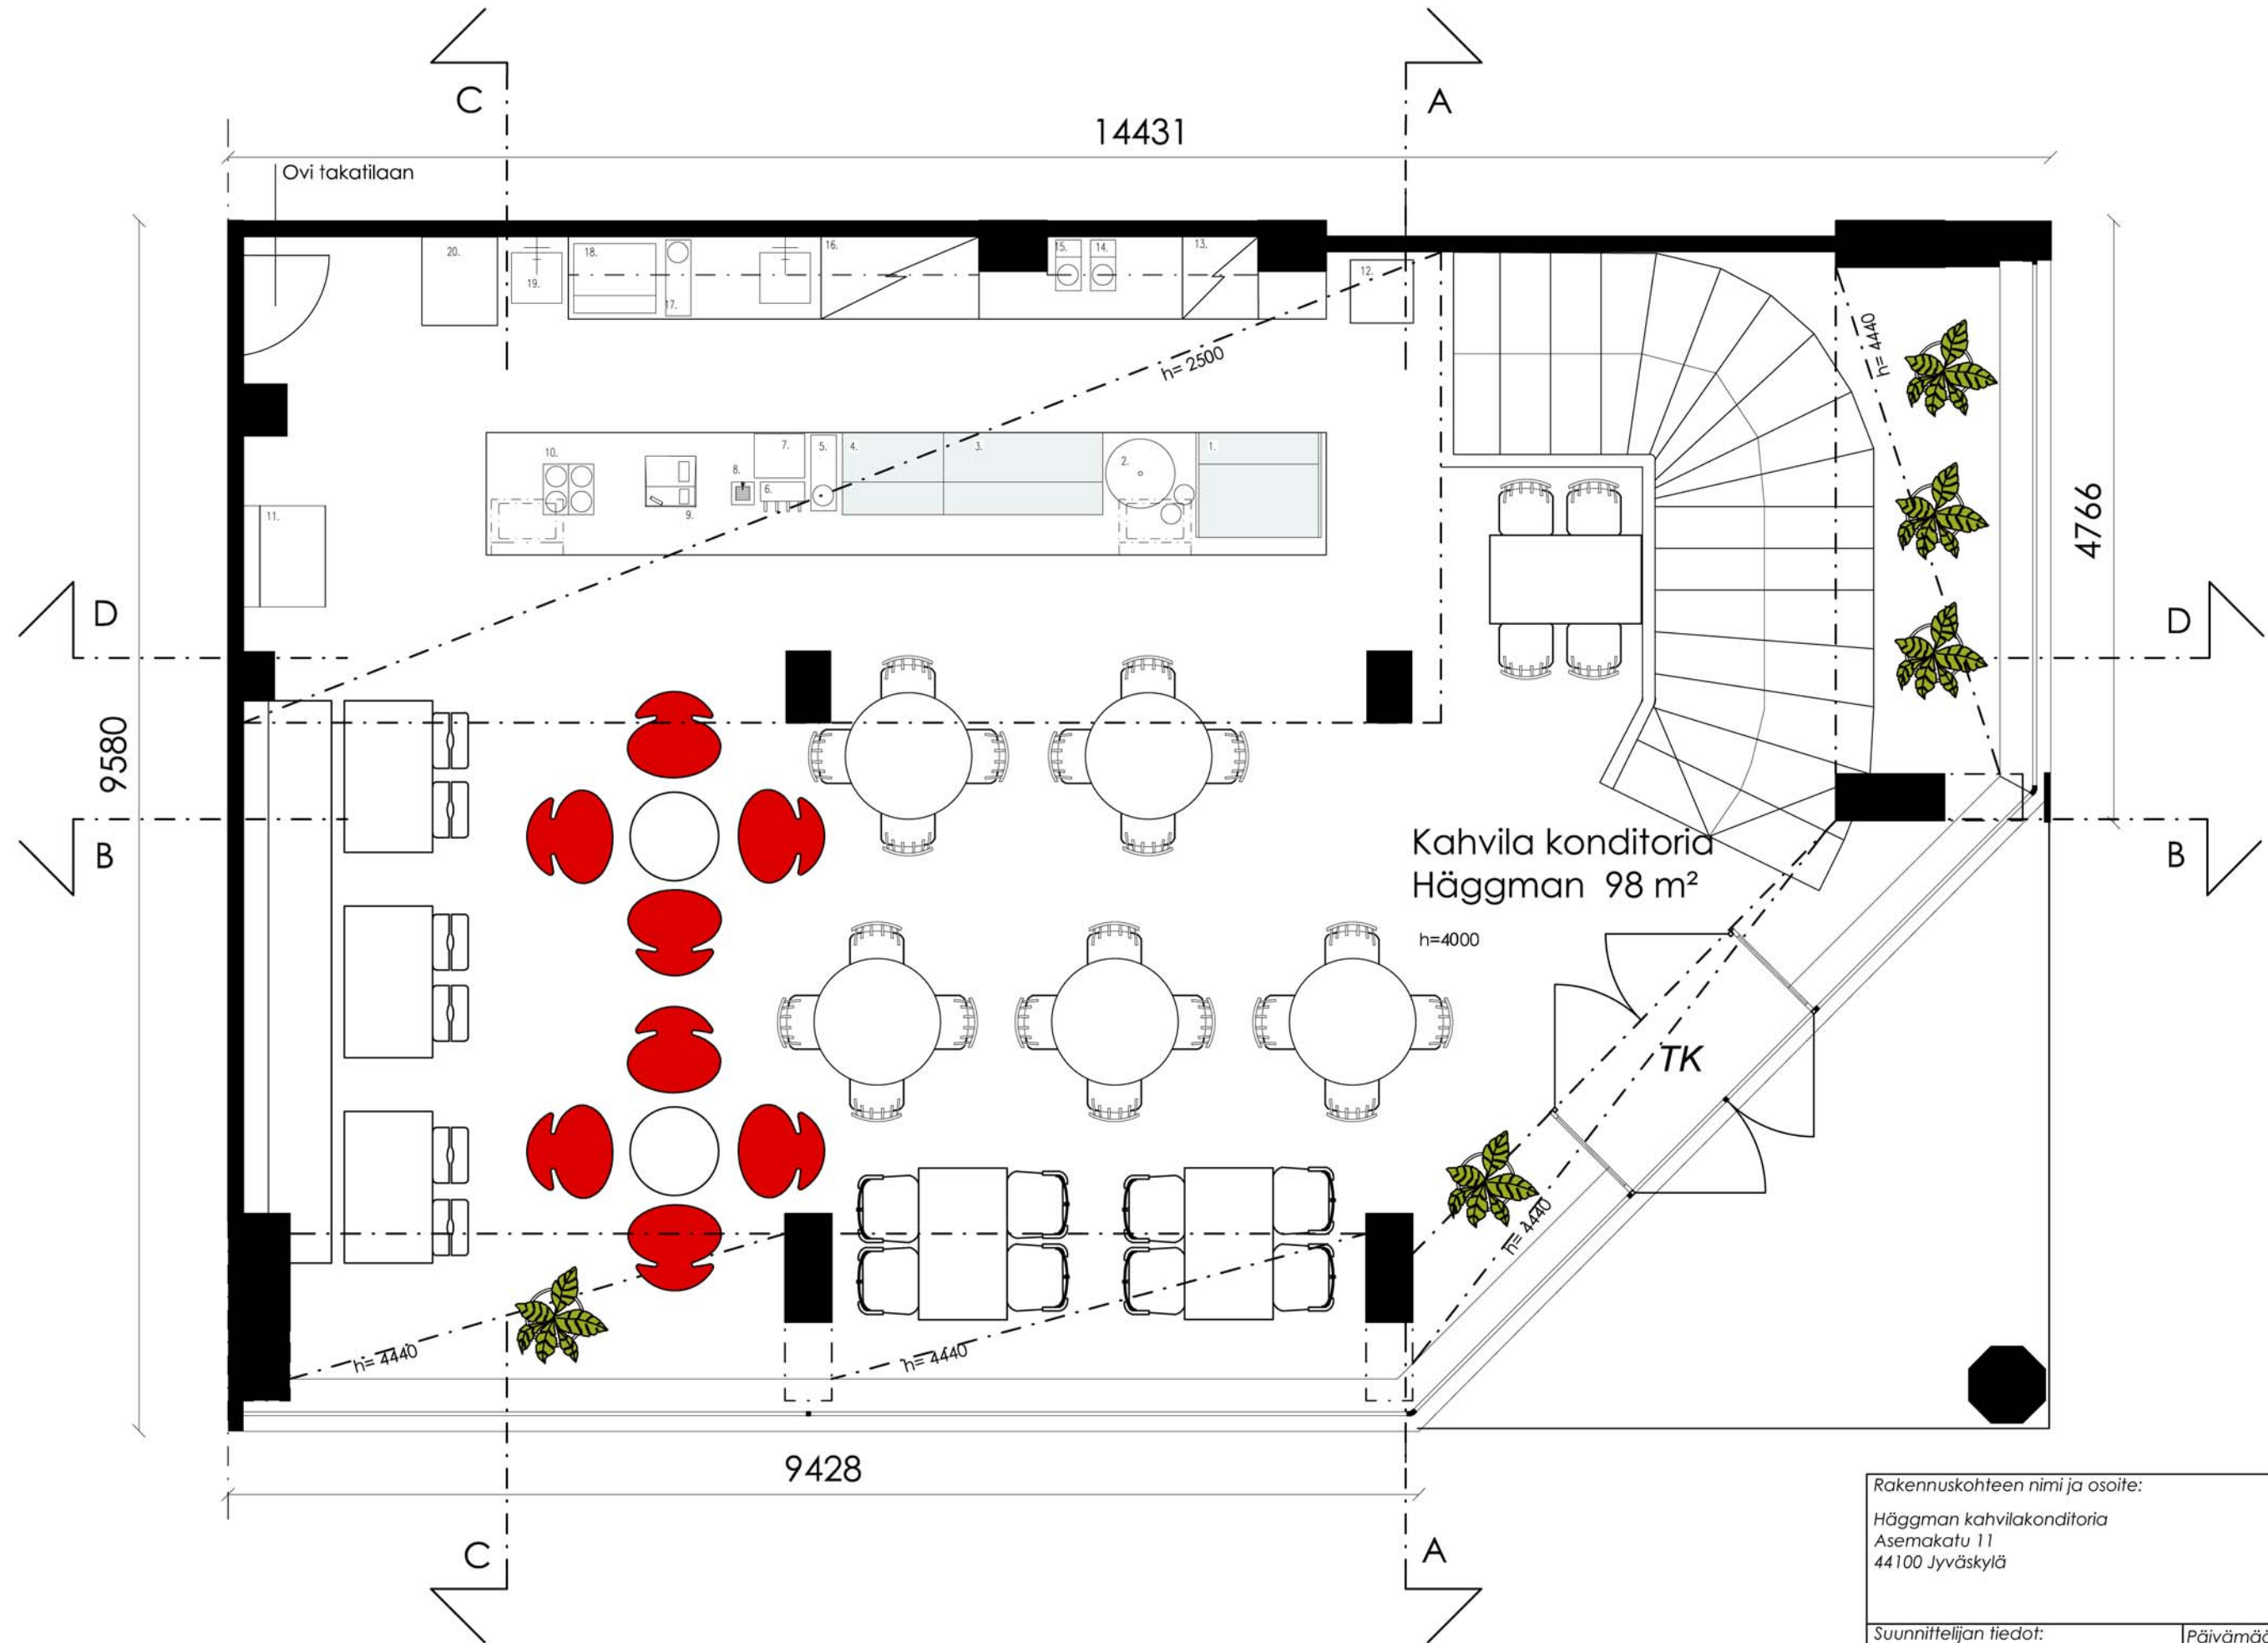 C
A
14431
Ovi takatilaan
20.
19.
18.
17.
16.
15.
14.
13.
12.
h= 2500
h= 4440
10.
9.
8.
7.
6.
5.
4.
3.
2.
1.
11.
4766
D
D
9580
B
B
Kahvila konditoria
Häggman 98 m²
h=4000
TK
h= 4440
h= 4440
h= 4440
9428
C
A
Rakennuskohteen nimi ja osoite:
Häggman kahvilakonditoria
Asemakatu 11
44100 Jyväskylä
Suunnittelijan tiedot: